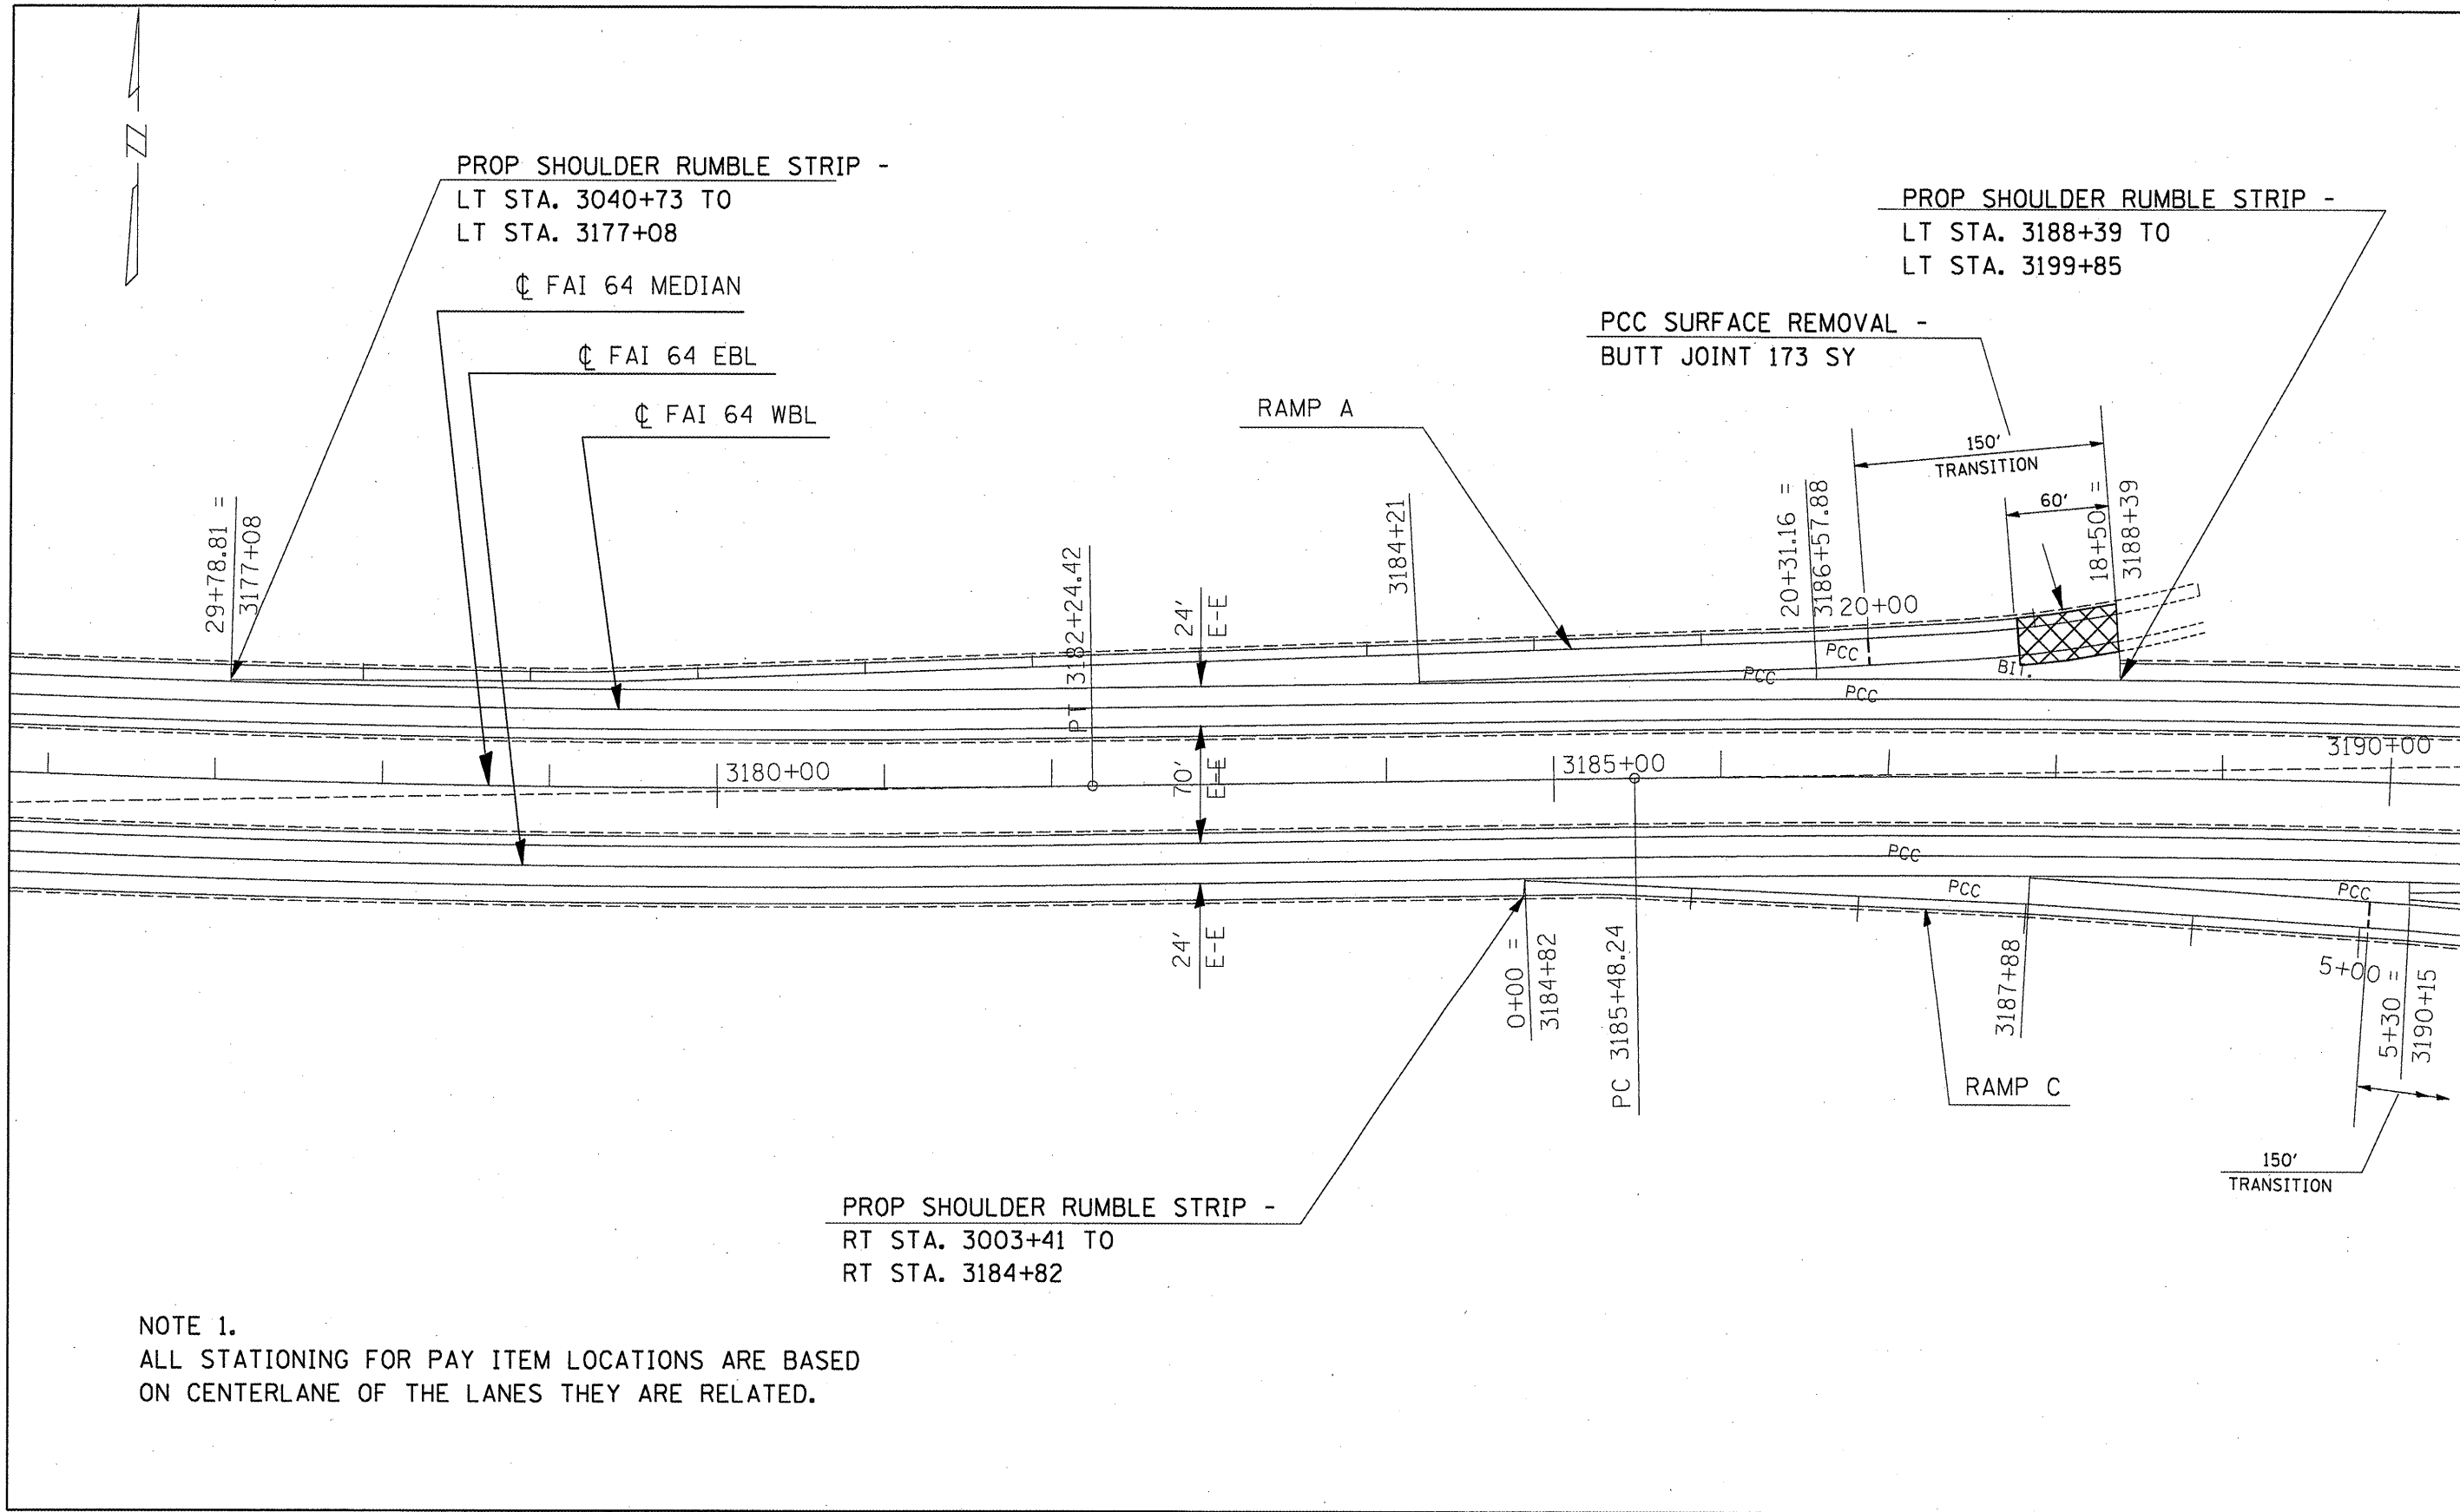 N
PROP SHOULDER RUMBLE STRIP -
LT STA. 3040+73 TO
LT STA. 3177+08
℄ FAI 64 MEDIAN
℄ FAI 64 EBL
℄ FAI 64 WBL
PROP SHOULDER RUMBLE STRIP -
LT STA. 3188+39 TO
LT STA. 3199+85
PCC SURFACE REMOVAL -
BUTT JOINT 173 SY
RAMP A
150'
TRANSITION
60'
29+78.81 =
3177+08
PT 3182+24.42
24'
E-E
3184+21
20+31.16 =
3186+57.88
20+00
18+50 =
3188+39
PCC
PCC
PCC
BIT.
3180+00
70'
E-E
3185+00
3190+00
PCC
PCC
PCC
24'
E-E
0+00 =
3184+82
PC 3185+48.24
3187+88
5+00
5+30 =
3190+15
RAMP C
150'
TRANSITION
PROP SHOULDER RUMBLE STRIP -
RT STA. 3003+41 TO
RT STA. 3184+82
NOTE 1.
ALL STATIONING FOR PAY ITEM LOCATIONS ARE BASED
ON CENTERLANE OF THE LANES THEY ARE RELATED.